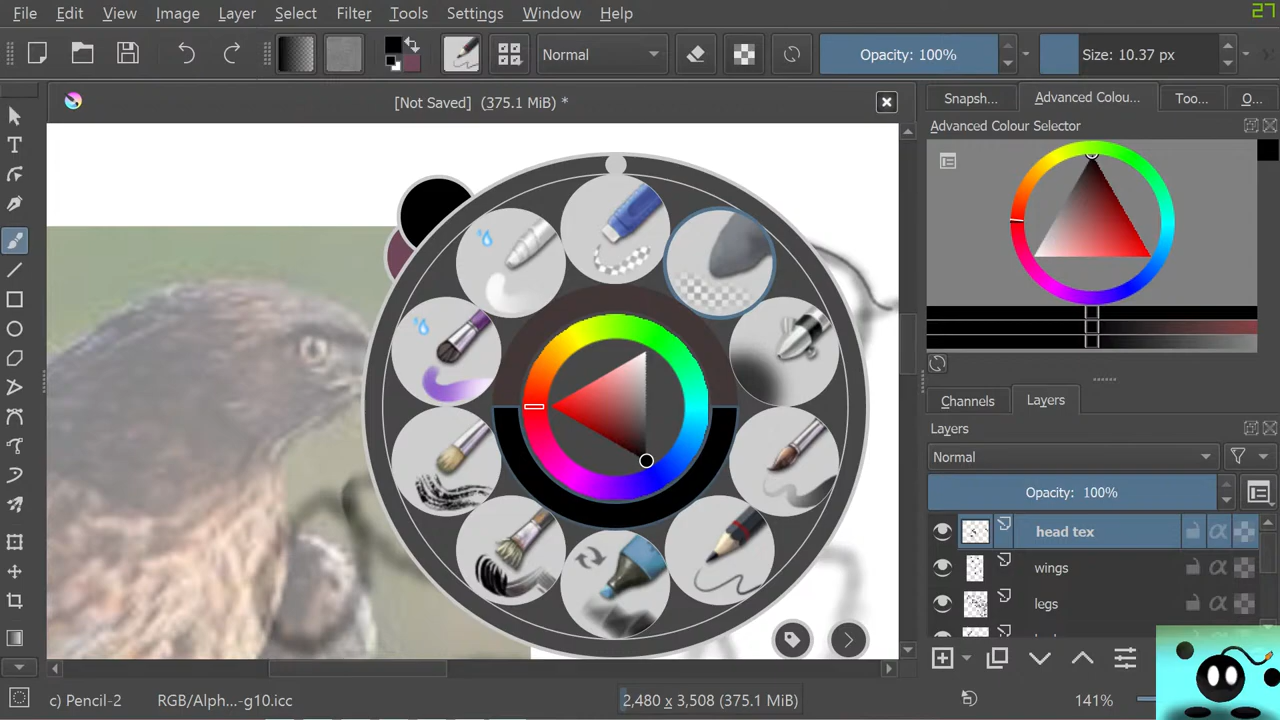 File Edit View Image Layer Select Filter Tools Settings Window Help
27
Normal
Opacity: 100%
Size: 10.37 px
[Not Saved] (375.1 MiB) *
Snapsh...
Advanced Colou...
Too...
O...
Advanced Colour Selector
Channels
Layers
Layers
Normal
Opacity: 100%
head tex
wings
legs
c) Pencil-2
RGB/Alph...-g10.icc
2,480 x 3,508 (375.1 MiB)
141%